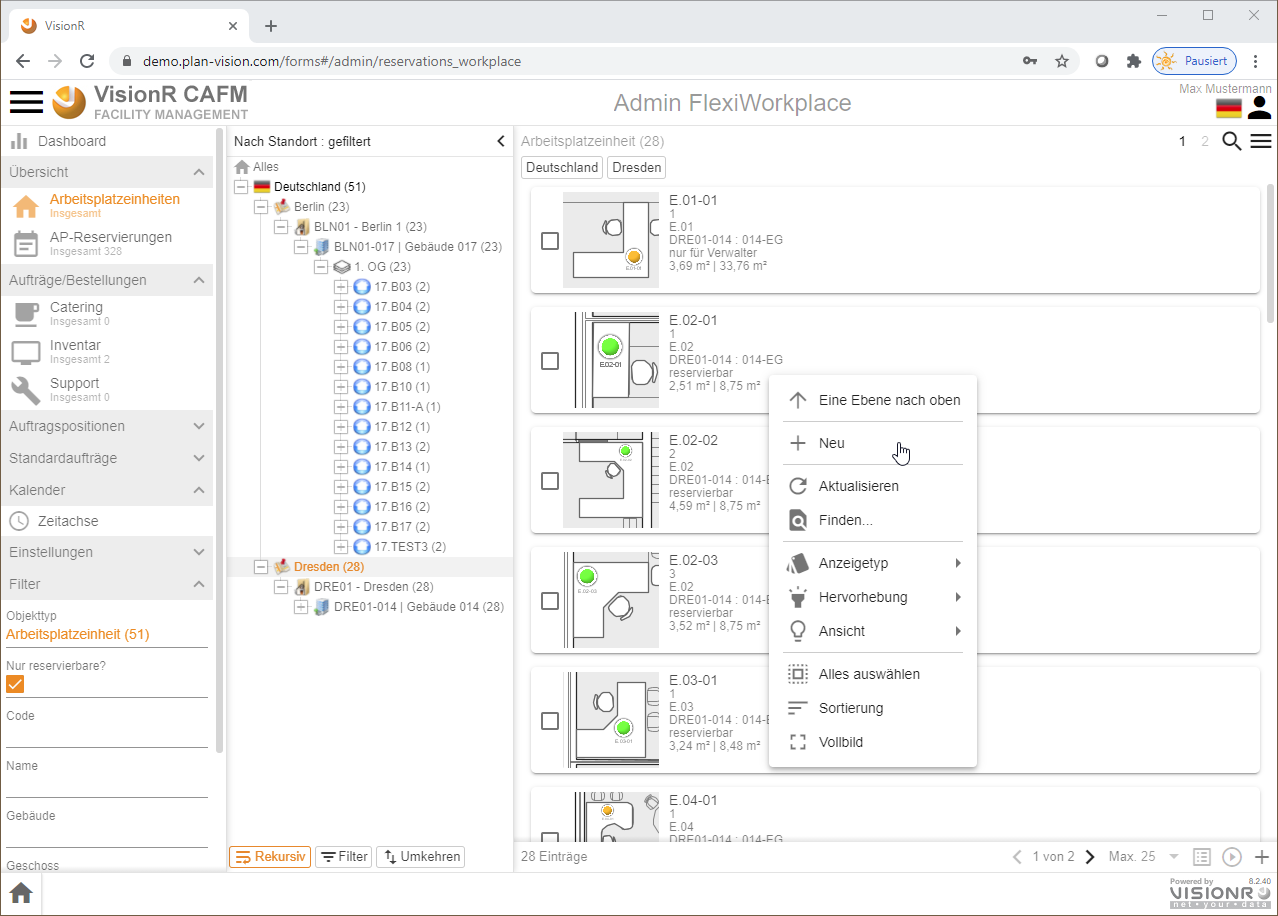 VisionR
demo.plan-vision.com/forms#/admin/reservations_workplace
Pausiert
VisionR CAFM
FACILITY MANAGEMENT
Admin FlexiWorkplace
Max Mustermann
Dashboard
Übersicht
Arbeitsplatzeinheiten
Insgesamt
AP-Reservierungen
Insgesamt 328
Aufträge/Bestellungen
Catering
Insgesamt 0
Inventar
Insgesamt 2
Support
Insgesamt 0
Auftragspositionen
Standardaufträge
Kalender
Zeitachse
Einstellungen
Filter
Objekttyp
Arbeitsplatzeinheit (51)
Nur reservierbare?
Code
Name
Gebäude
Geschoss
Nach Standort : gefiltert
Alles
Deutschland (51)
Berlin (23)
BLN01 - Berlin 1 (23)
BLN01-017 | Gebäude 017 (23)
1. OG (23)
17.B03 (2)
17.B04 (2)
17.B05 (2)
17.B06 (2)
17.B08 (1)
17.B10 (1)
17.B11-A (1)
17.B12 (1)
17.B13 (2)
17.B14 (1)
17.B15 (2)
17.B16 (2)
17.B17 (2)
17.TEST3 (2)
Dresden (28)
DRE01 - Dresden (28)
DRE01-014 | Gebäude 014 (28)
Rekursiv
Filter
Umkehren
Arbeitsplatzeinheit (28)
1 2
Deutschland
Dresden
E.01-01
1
E.01
DRE01-014 : 014-EG
nur für Verwalter
3,69 m² | 33,76 m²
E.01-01
E.02-01
1
E.02
DRE01-014 : 014-EG
reservierbar
2,51 m² | 8,75 m²
E.02-01
E.02-02
2
E.02
DRE01-014 : 014-E
reservierbar
4,59 m² | 8,75 m²
E.02-03
3
E.02
DRE01-014 : 014-E
reservierbar
3,52 m² | 8,75 m²
E.02-03
E.03-01
1
E.03
DRE01-014 : 014-E
reservierbar
3,24 m² | 8,48 m²
E.03-01
E.04-01
1
E.04
DRE01-014 : 014-EG
Eine Ebene nach oben
Neu
Aktualisieren
Finden...
Anzeigetyp
Hervorhebung
Ansicht
Alles auswählen
Sortierung
Vollbild
28 Einträge
1 von 2
Max. 25
Powered by
8.2.40
VISIONR
net • your • data